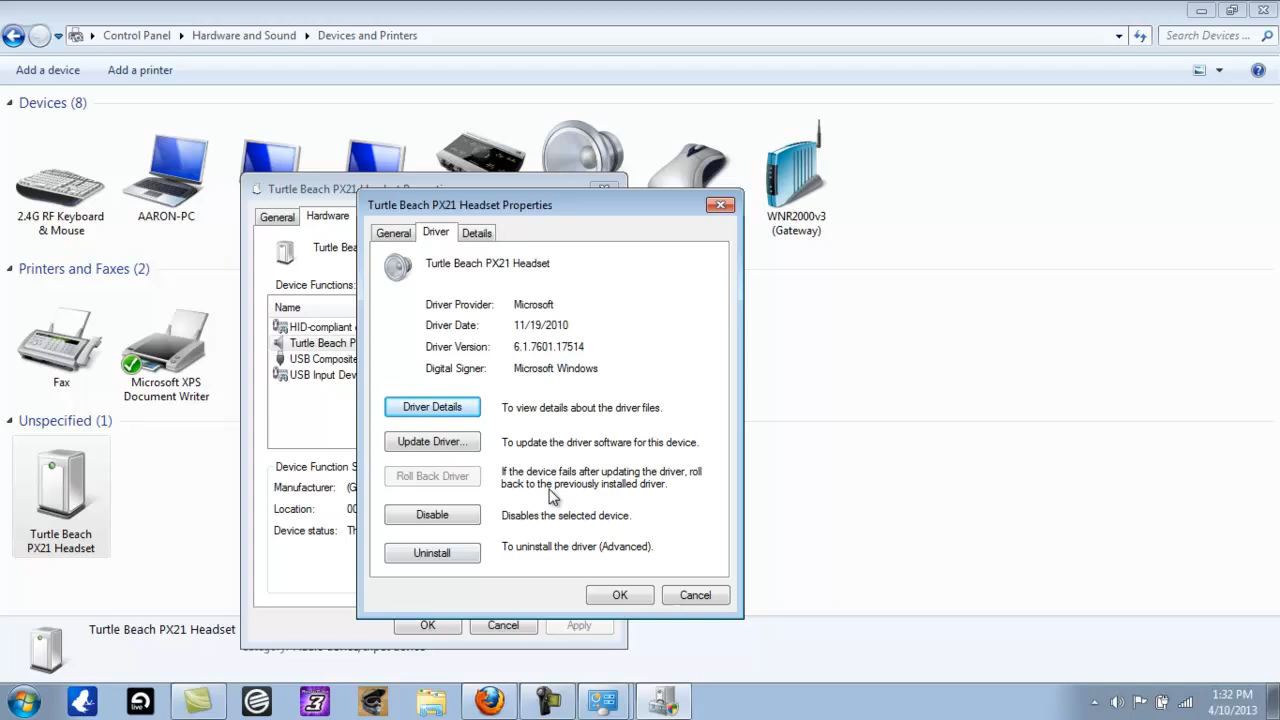 Control Panel
Hardware and Sound
Devices and Printers
Search Devices ...
Add a device
Add a printer
Devices (8)
2.4G RF Keyboard
& Mouse
AARON-PC
WNR2000v3
(Gateway)
Printers and Faxes (2)
Fax
Microsoft XPS
Document Writer
Unspecified (1)
Turtle Beach
PX21 Headset
General
Hardware
Turtle Bea
Device Functions:
Name
HID-compliant
Turtle Beach P
USB Composite
USB Input Dev
Device Function S
Manufacturer:
Location:
Device status:
OK
Cancel
Apply
Turtle Beach PX21 Headset Properties
General
Driver
Details
Turtle Beach PX21 Headset
Driver Provider: Microsoft
Driver Date: 11/19/2010
Driver Version: 6.1.7601.17514
Digital Signer: Microsoft Windows
Driver Details
To view details about the driver files.
Update Driver...
To update the driver software for this device.
Roll Back Driver
If the device fails after updating the driver, roll
back to the previously installed driver.
Disable
Disables the selected device.
Uninstall
To uninstall the driver (Advanced).
OK
Cancel
Turtle Beach PX21 Headset
live
3
1:32 PM
4/10/2013